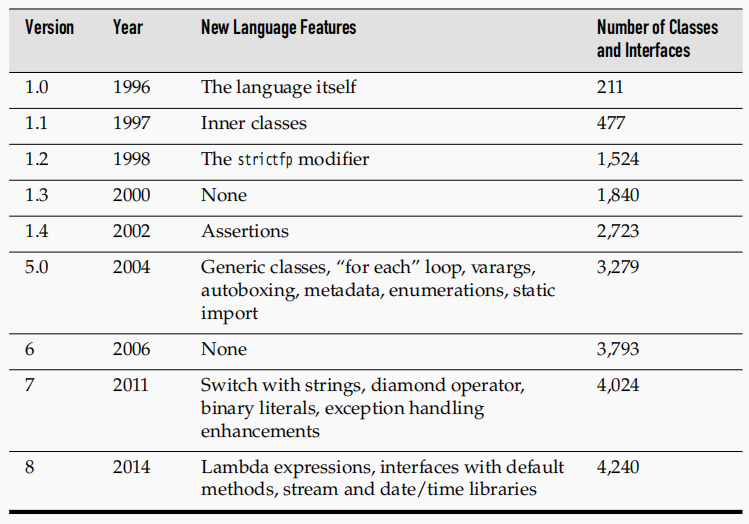 Version Year New Language Features Number of Classes
and Interfaces
1.0 1996 The language itself 211
1.1 1997 Inner classes 477
1.2 1998 The strictfp modifier 1,524
1.3 2000 None 1,840
1.4 2002 Assertions 2,723
5.0 2004 Generic classes, “for each” loop, varargs, 3,279
autoboxing, metadata, enumerations, static
import
6 2006 None 3,793
7 2011 Switch with strings, diamond operator, 4,024
binary literals, exception handling
enhancements
8 2014 Lambda expressions, interfaces with default 4,240
methods, stream and date/time libraries